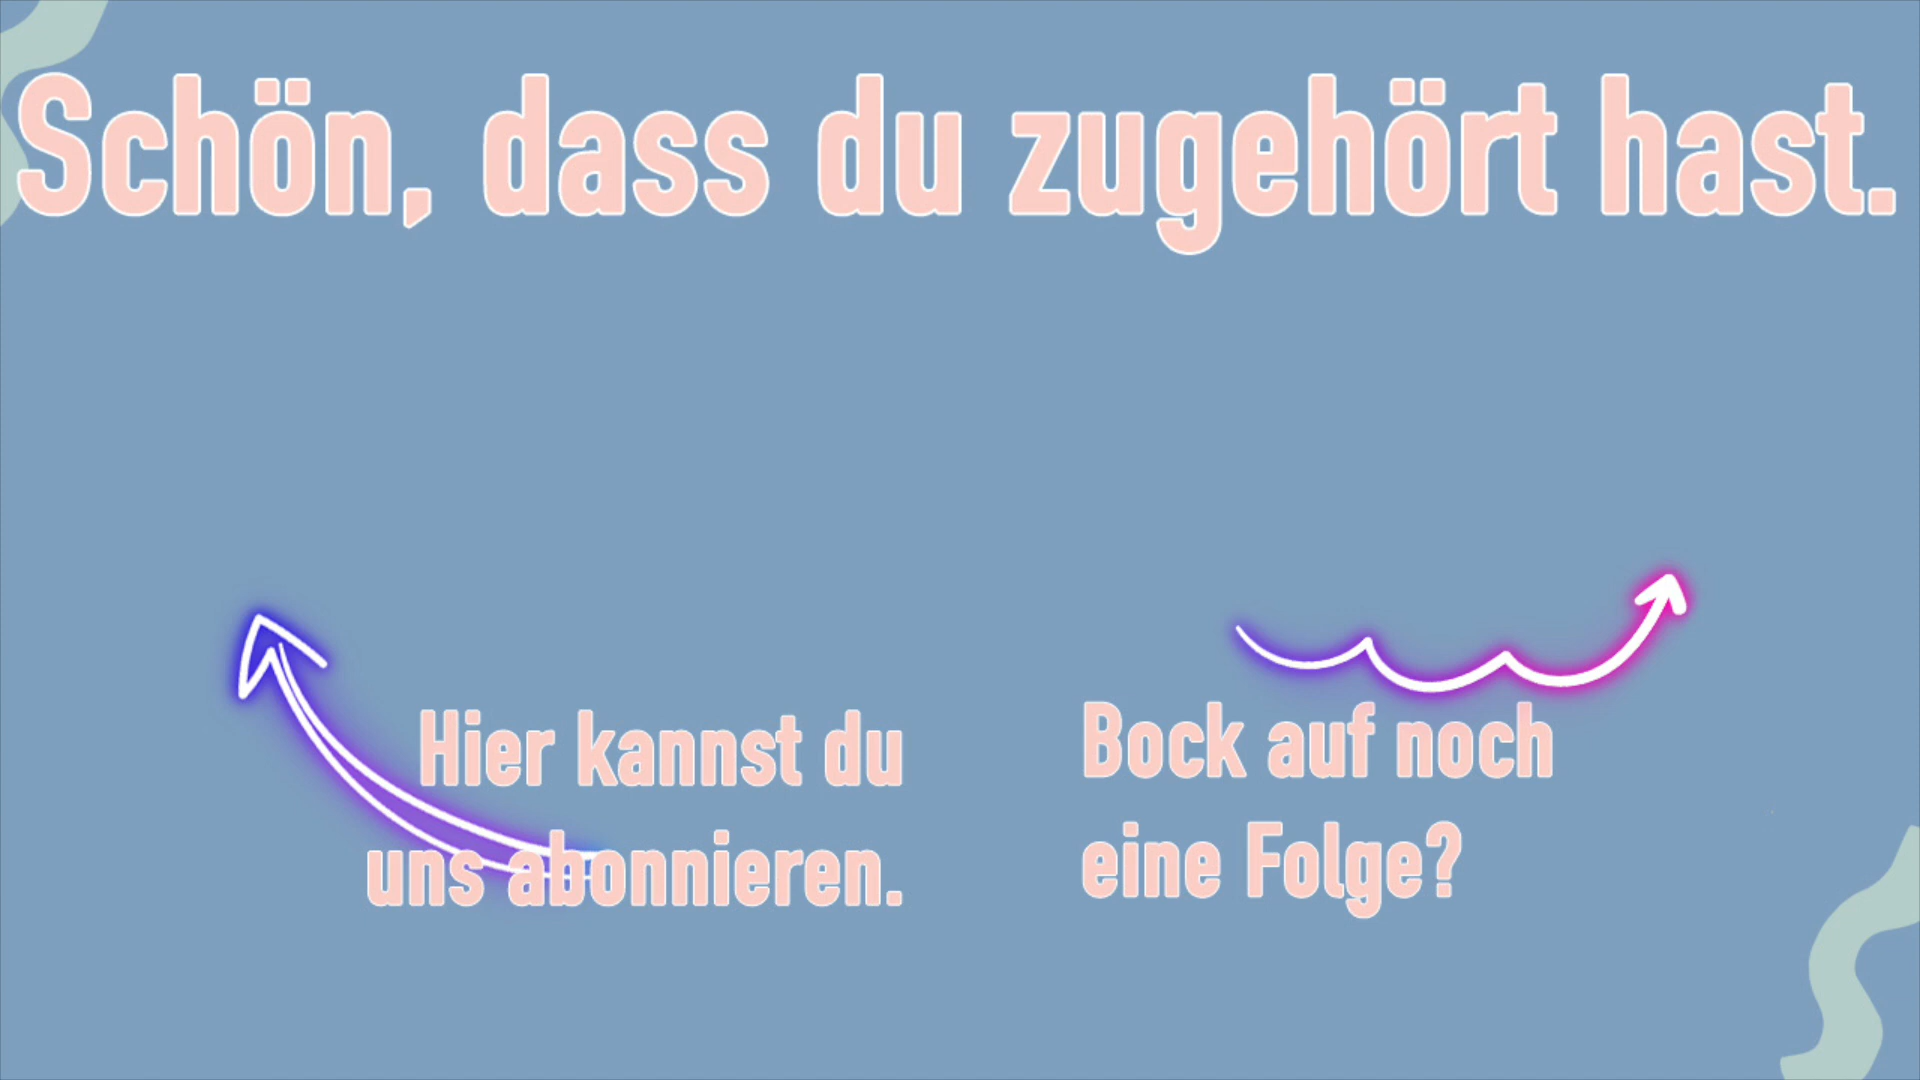 Schön, dass du zugehört hast.
Hier kannst du
uns abonnieren.
Bock auf noch
eine Folge?